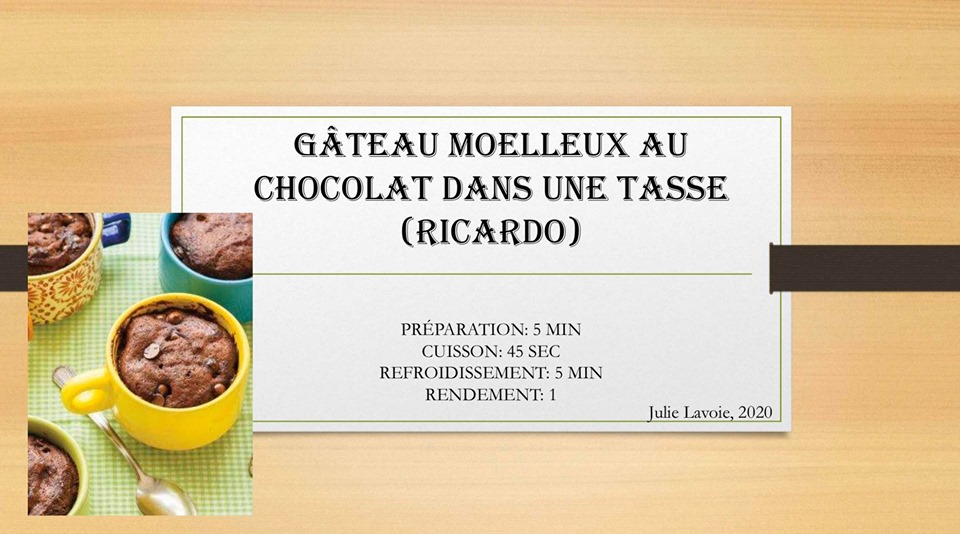 GÂTEAU MOELLEUX AU
CHOCOLAT DANS UNE TASSE
(RICARDO)
PRÉPARATION: 5 MIN
CUISSON: 45 SEC
REFROIDISSEMENT: 5 MIN
RENDEMENT: 1
Julie Lavoie, 2020